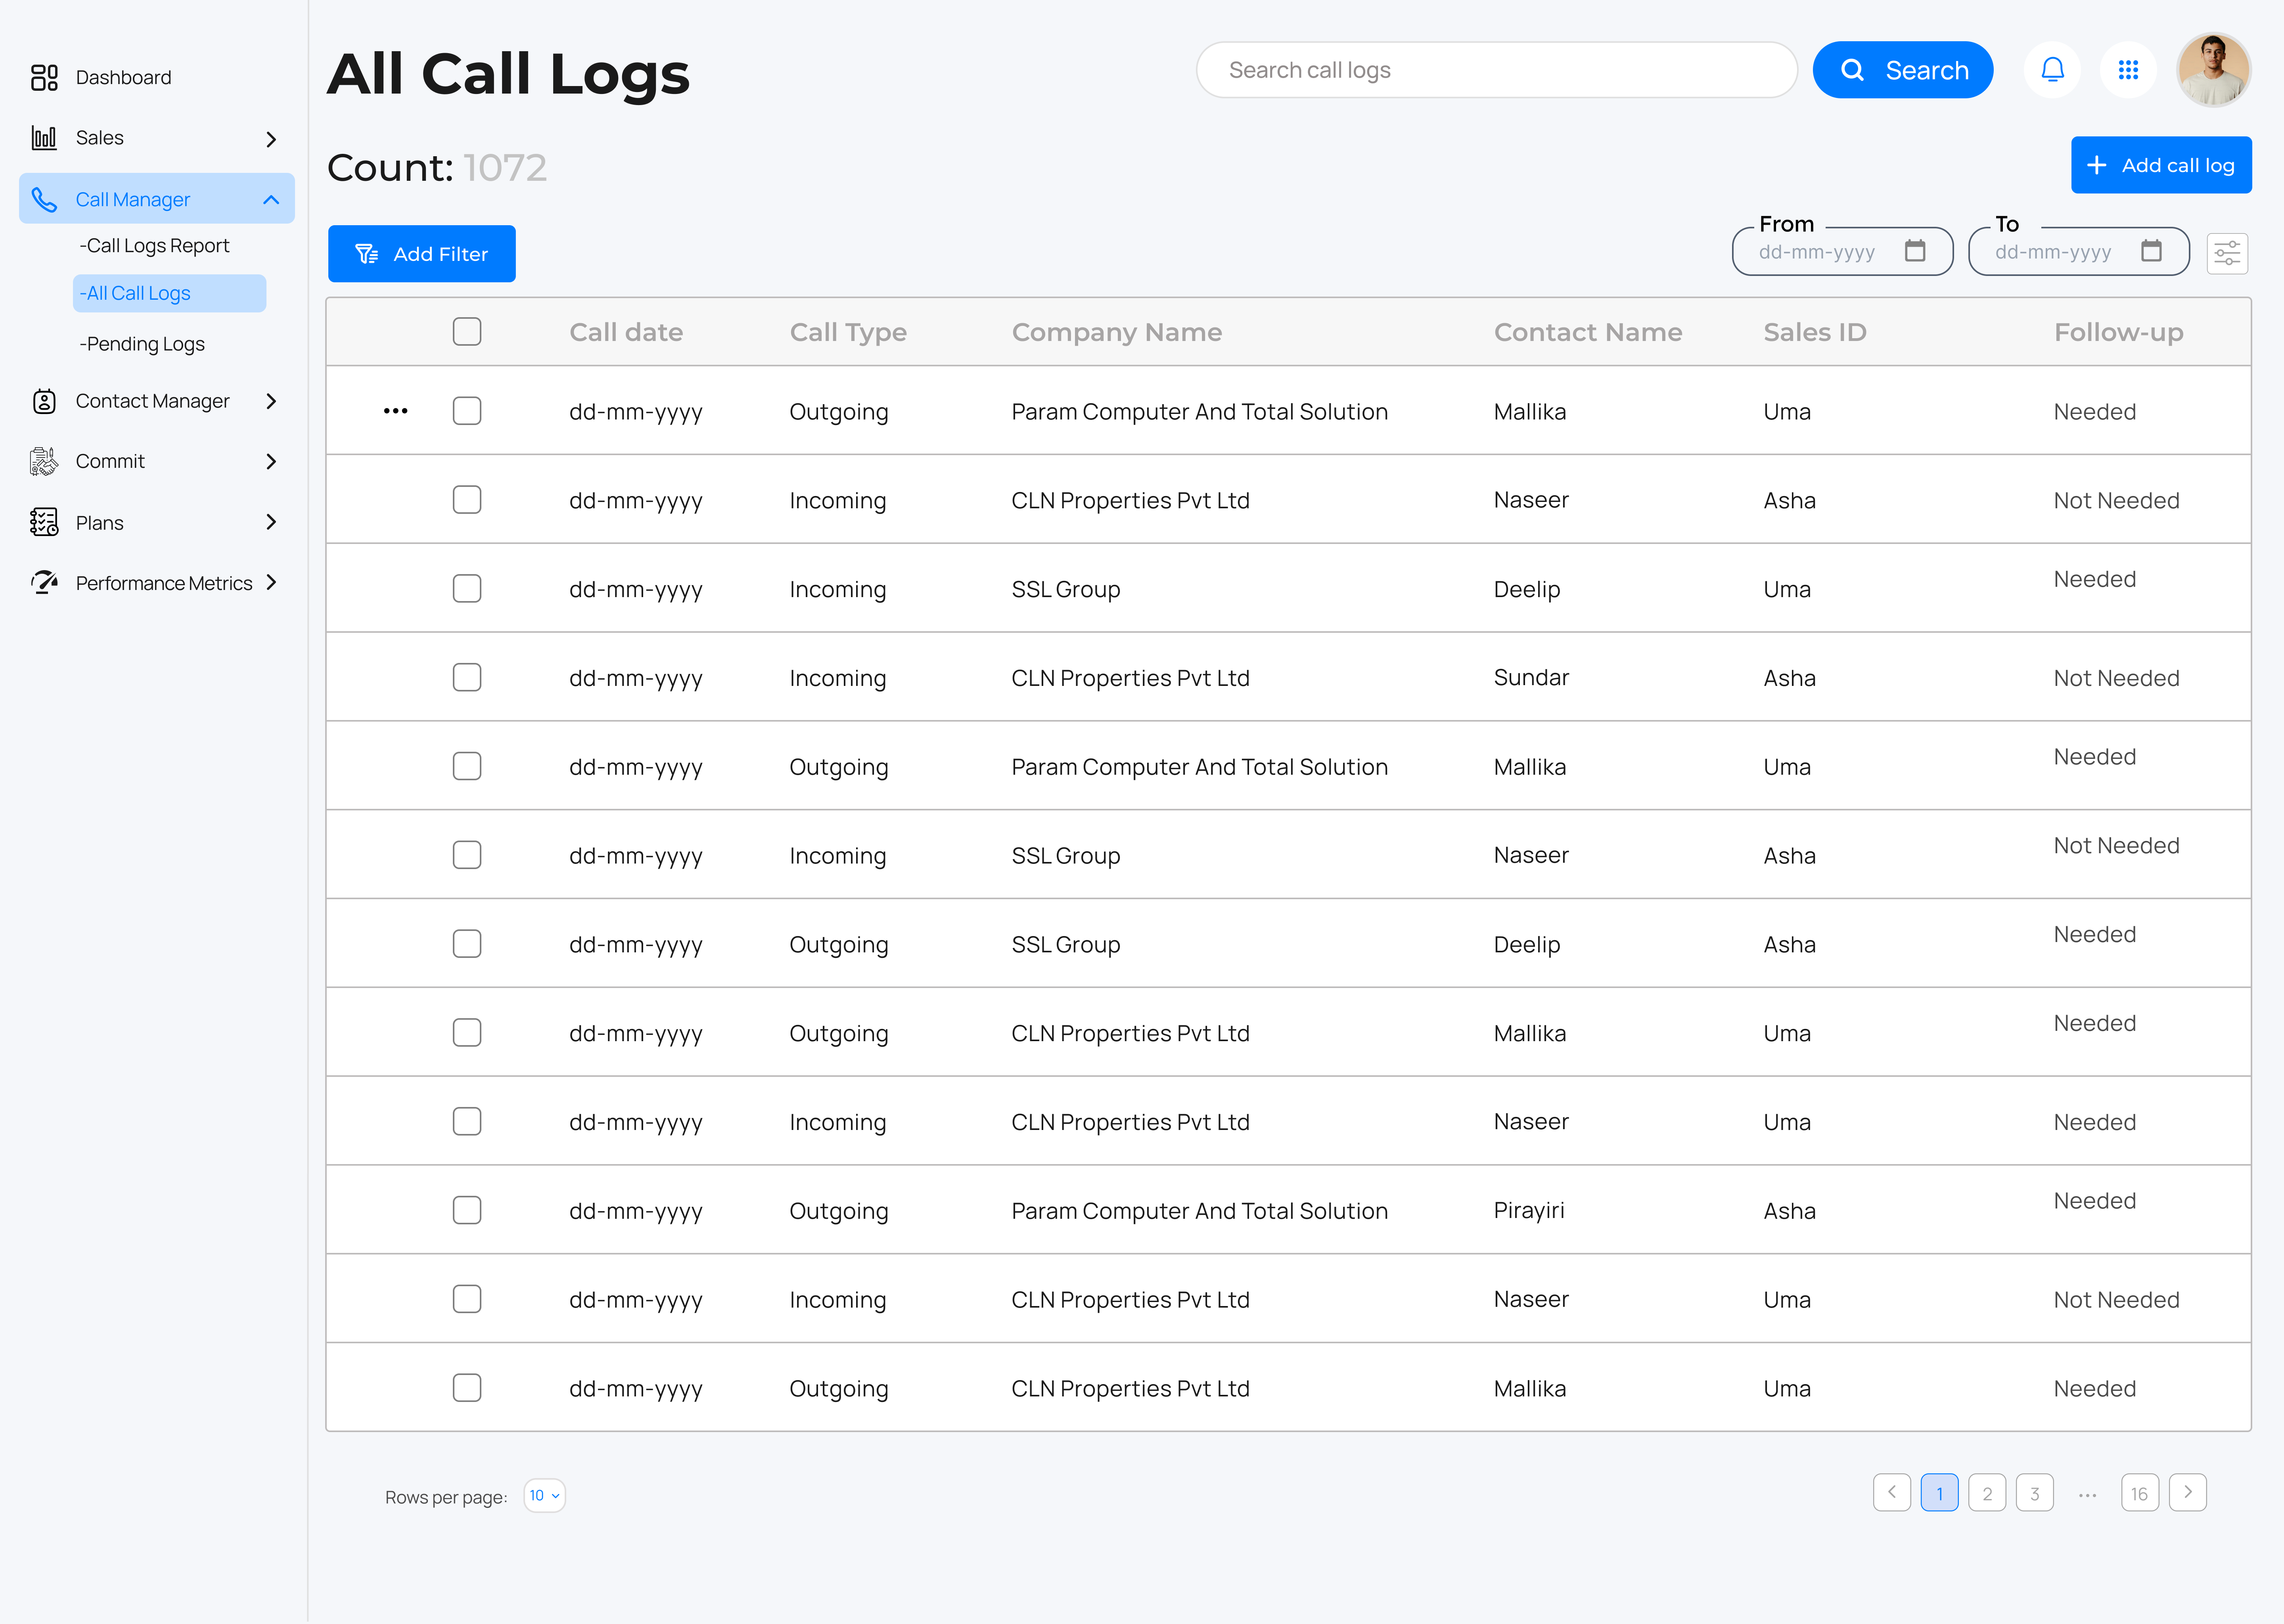 Dashboard
Sales
Call Manager
-Call Logs Report
-All Call Logs
-Pending Logs
Contact Manager
Commit
Plans
Performance Metrics
All Call Logs
Search call logs
Search
Count: 1072
+ Add call log
Add Filter
From
dd-mm-yyyy
To
dd-mm-yyyy
Call date Call Type Company Name Contact Name Sales ID Follow-up
dd-mm-yyyy Outgoing Param Computer And Total Solution Mallika Uma Needed
dd-mm-yyyy Incoming CLN Properties Pvt Ltd Naseer Asha Not Needed
dd-mm-yyyy Incoming SSL Group Deelip Uma Needed
dd-mm-yyyy Incoming CLN Properties Pvt Ltd Sundar Asha Not Needed
dd-mm-yyyy Outgoing Param Computer And Total Solution Mallika Uma Needed
dd-mm-yyyy Incoming SSL Group Naseer Asha Not Needed
dd-mm-yyyy Outgoing SSL Group Deelip Asha Needed
dd-mm-yyyy Outgoing CLN Properties Pvt Ltd Mallika Uma Needed
dd-mm-yyyy Incoming CLN Properties Pvt Ltd Naseer Uma Needed
dd-mm-yyyy Outgoing Param Computer And Total Solution Pirayiri Asha Needed
dd-mm-yyyy Incoming CLN Properties Pvt Ltd Naseer Uma Not Needed
dd-mm-yyyy Outgoing CLN Properties Pvt Ltd Mallika Uma Needed
Rows per page: 10
1 2 3 ... 16